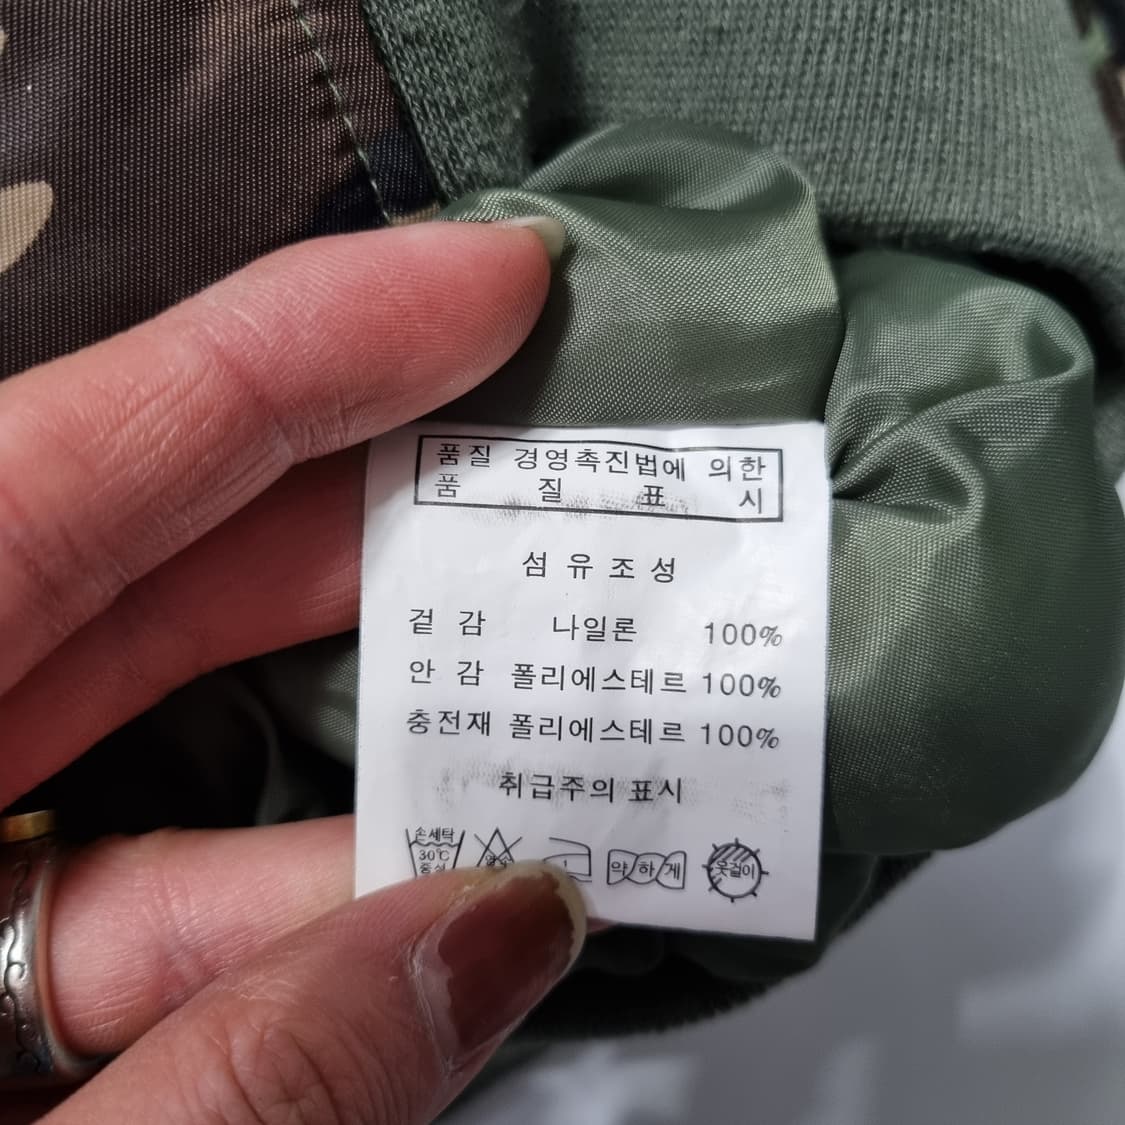 품질 경영촉진법에 의한
품 질 표 시
섬 유 조 성
겉 감 나일론 100%
안 감 폴리에스테르 100%
충전재 폴리에스테르 100%
취급주의 표시
손세탁
30℃
중성
약하게
옷걸이